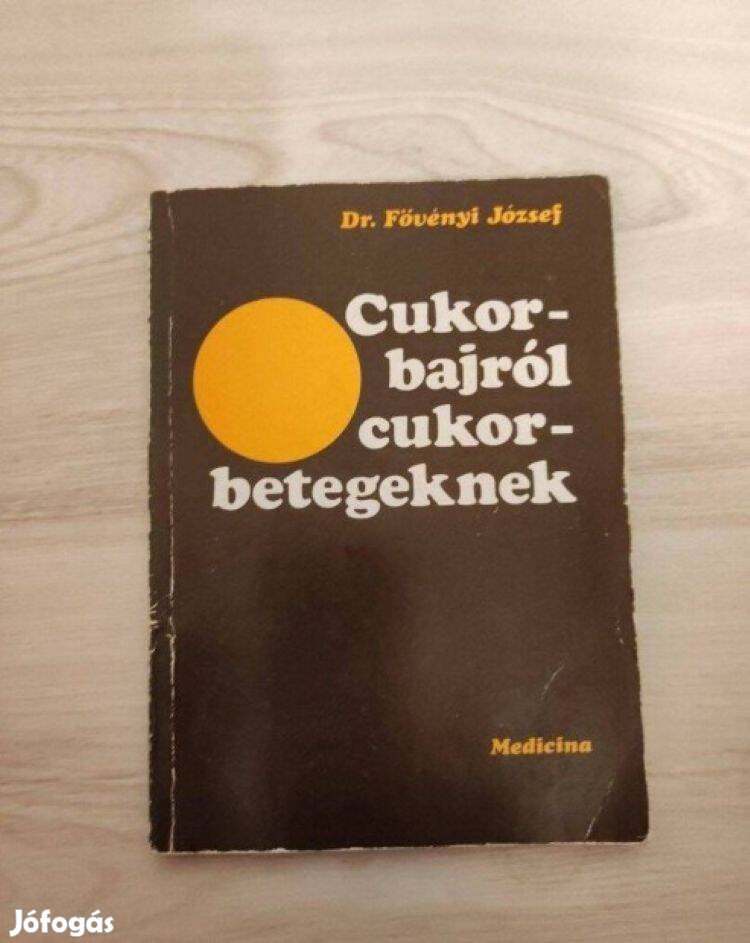 Dr. Fövényi József
Cukor-
bajról
cukor-
betegeknek
Medicina
Jófogás